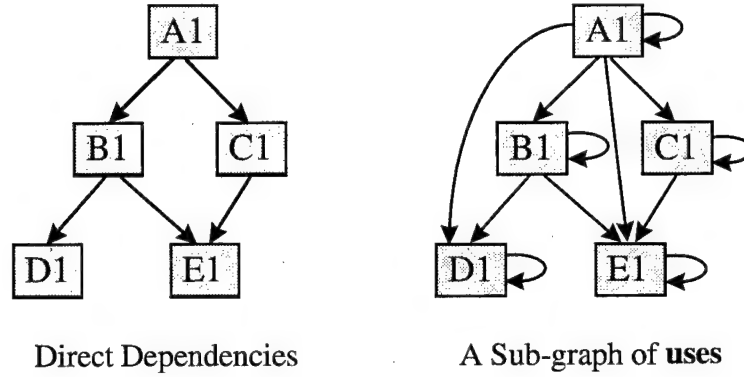 A1 A1
B1 C1 B1 C1
D1 E1 D1 E1
Direct Dependencies A Sub-graph of uses